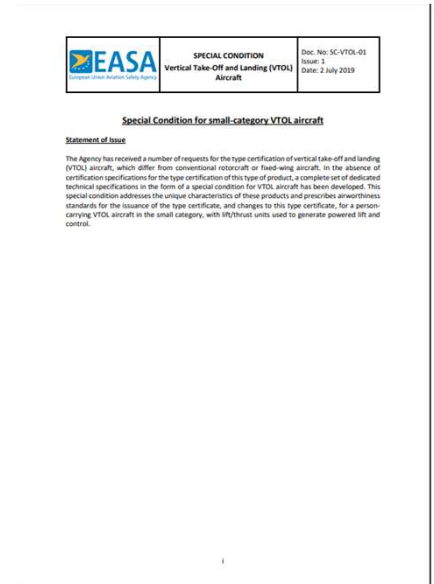 EASA
European Union Aviation Safety Agency
SPECIAL CONDITION
Vertical Take-Off and Landing (VTOL)
Aircraft
Doc. No: SC-VTOL-01
Issue: 1
Date: 2 July 2019
Special Condition for small-category VTOL aircraft
Statement of Issue
The Agency has received a number of requests for the type certification of vertical take-off and landing
(VTOL) aircraft, which differ from conventional rotorcraft or fixed-wing aircraft. In the absence of
certification specifications for the type certification of this type of product, a complete set of dedicated
technical specifications in the form of a special condition for VTOL aircraft has been developed. This
special condition addresses the unique characteristics of these products and prescribes airworthiness
standards for the issuance of the type certificate, and changes to this type certificate, for a person-
carrying VTOL aircraft in the small category, with lift/thrust units used to generate powered lift and
control.